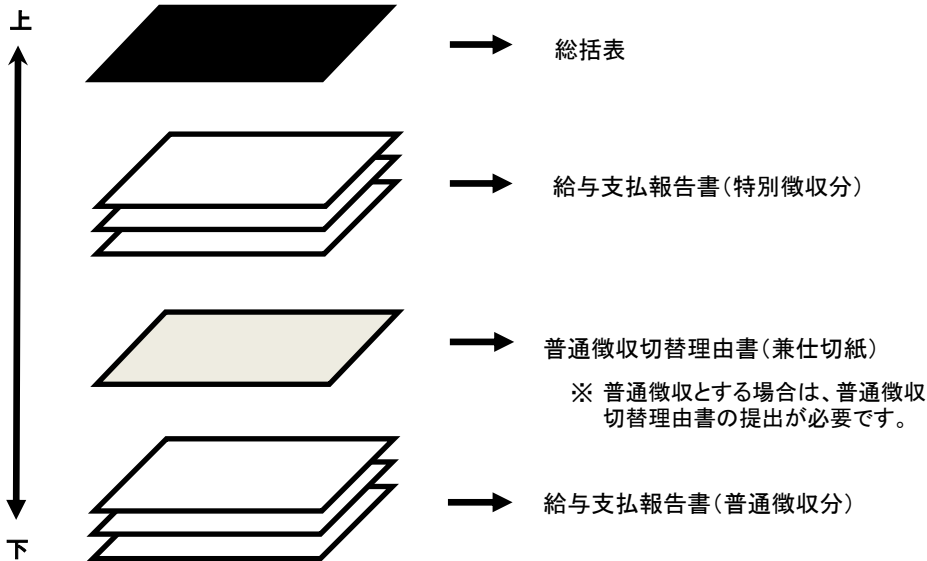 上
総括表
給与支払報告書(特別徴収分)
普通徴収切替理由書(兼仕切紙)
※ 普通徴収とする場合は、普通徴収
切替理由書の提出が必要です。
給与支払報告書(普通徴収分)
下